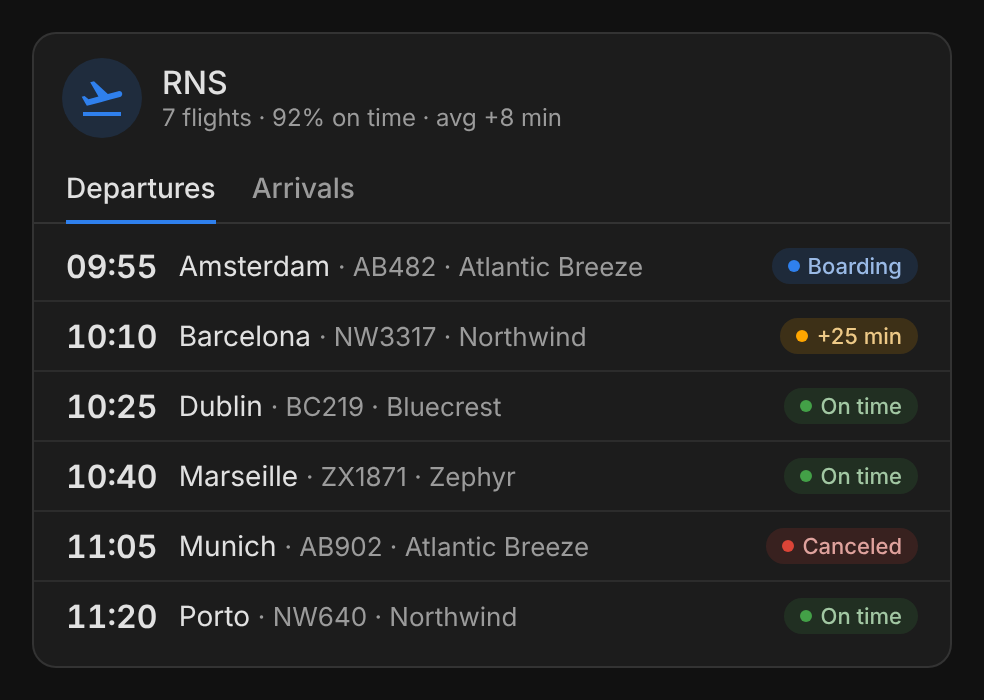 RNS
7 flights · 92% on time · avg +8 min
Departures Arrivals
09:55 Amsterdam · AB482 · Atlantic Breeze Boarding
10:10 Barcelona · NW3317 · Northwind +25 min
10:25 Dublin · BC219 · Bluecrest On time
10:40 Marseille · ZX1871 · Zephyr On time
11:05 Munich · AB902 · Atlantic Breeze Canceled
11:20 Porto · NW640 · Northwind On time